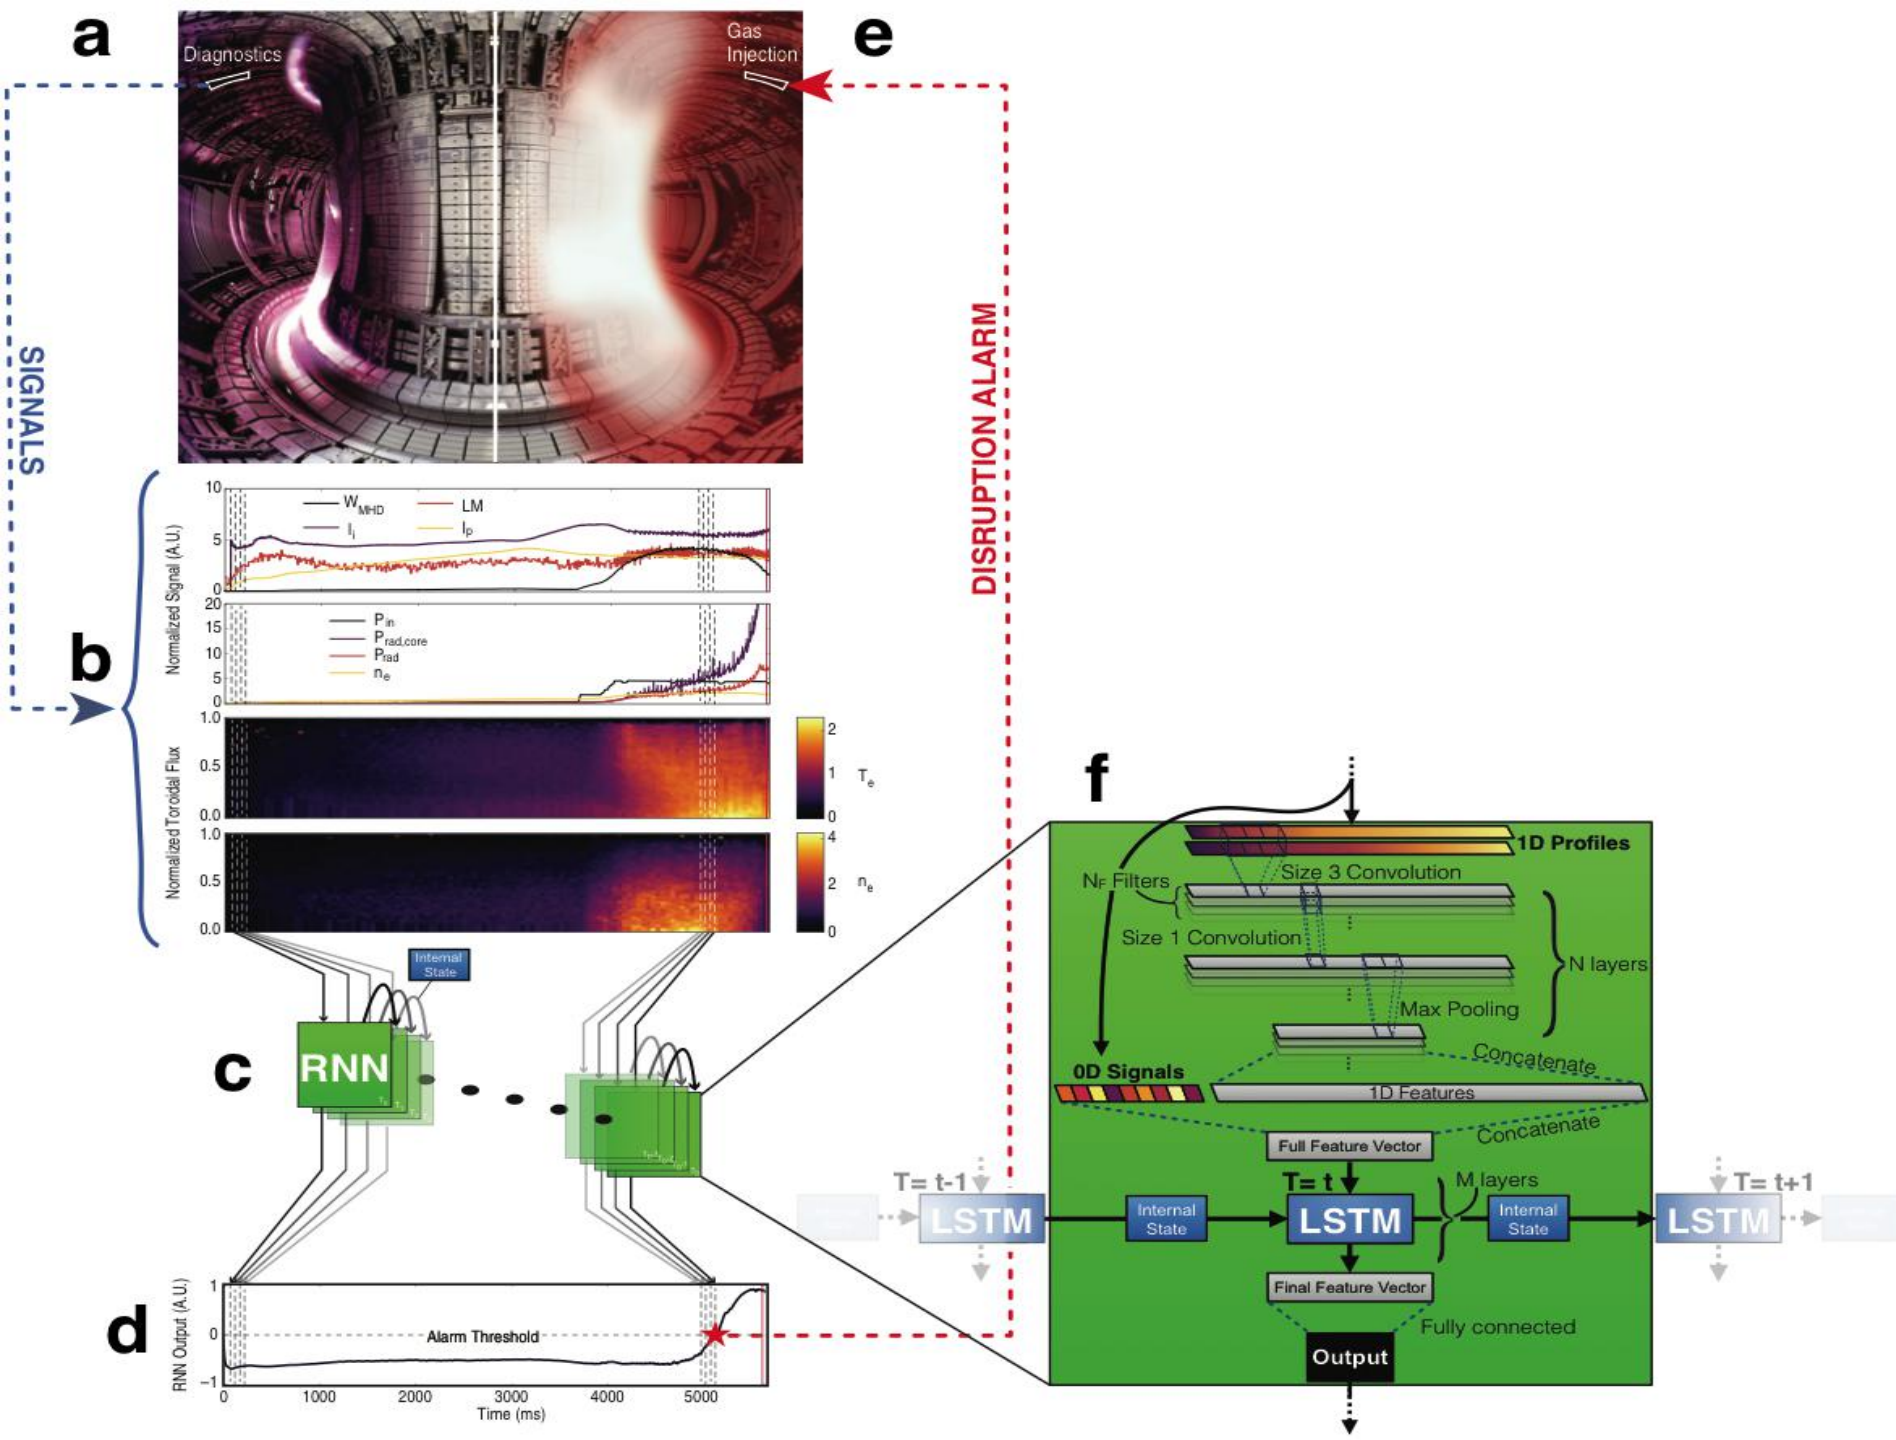 a
Diagnostics
Gas
Injection
e
SIGNALS
DISRUPTION ALARM
b
Normalized Signal (A.U.)
10
5
0
W MHD
LM
l i
I p
20
15
10
5
0
P in
P rad,core
P rad
n e
Normalized Toroidal Flux
1.0
0.5
0.0
2
1
0
T e
1.0
0.5
0.0
4
2
0
n e
Internal
State
c
RNN
d
RNN Output (A.U.)
1
0
−1
Alarm Threshold
0
1000
2000
3000
4000
5000
Time (ms)
f
1D Profiles
Size 3 Convolution
N F Filters
Size 1 Convolution
N layers
Max Pooling
Concatenate
0D Signals
1D Features
Concatenate
Full Feature Vector
T= t-1
T= t
M layers
T= t+1
LSTM
Internal
State
LSTM
Internal
State
LSTM
Final Feature Vector
Fully connected
Output